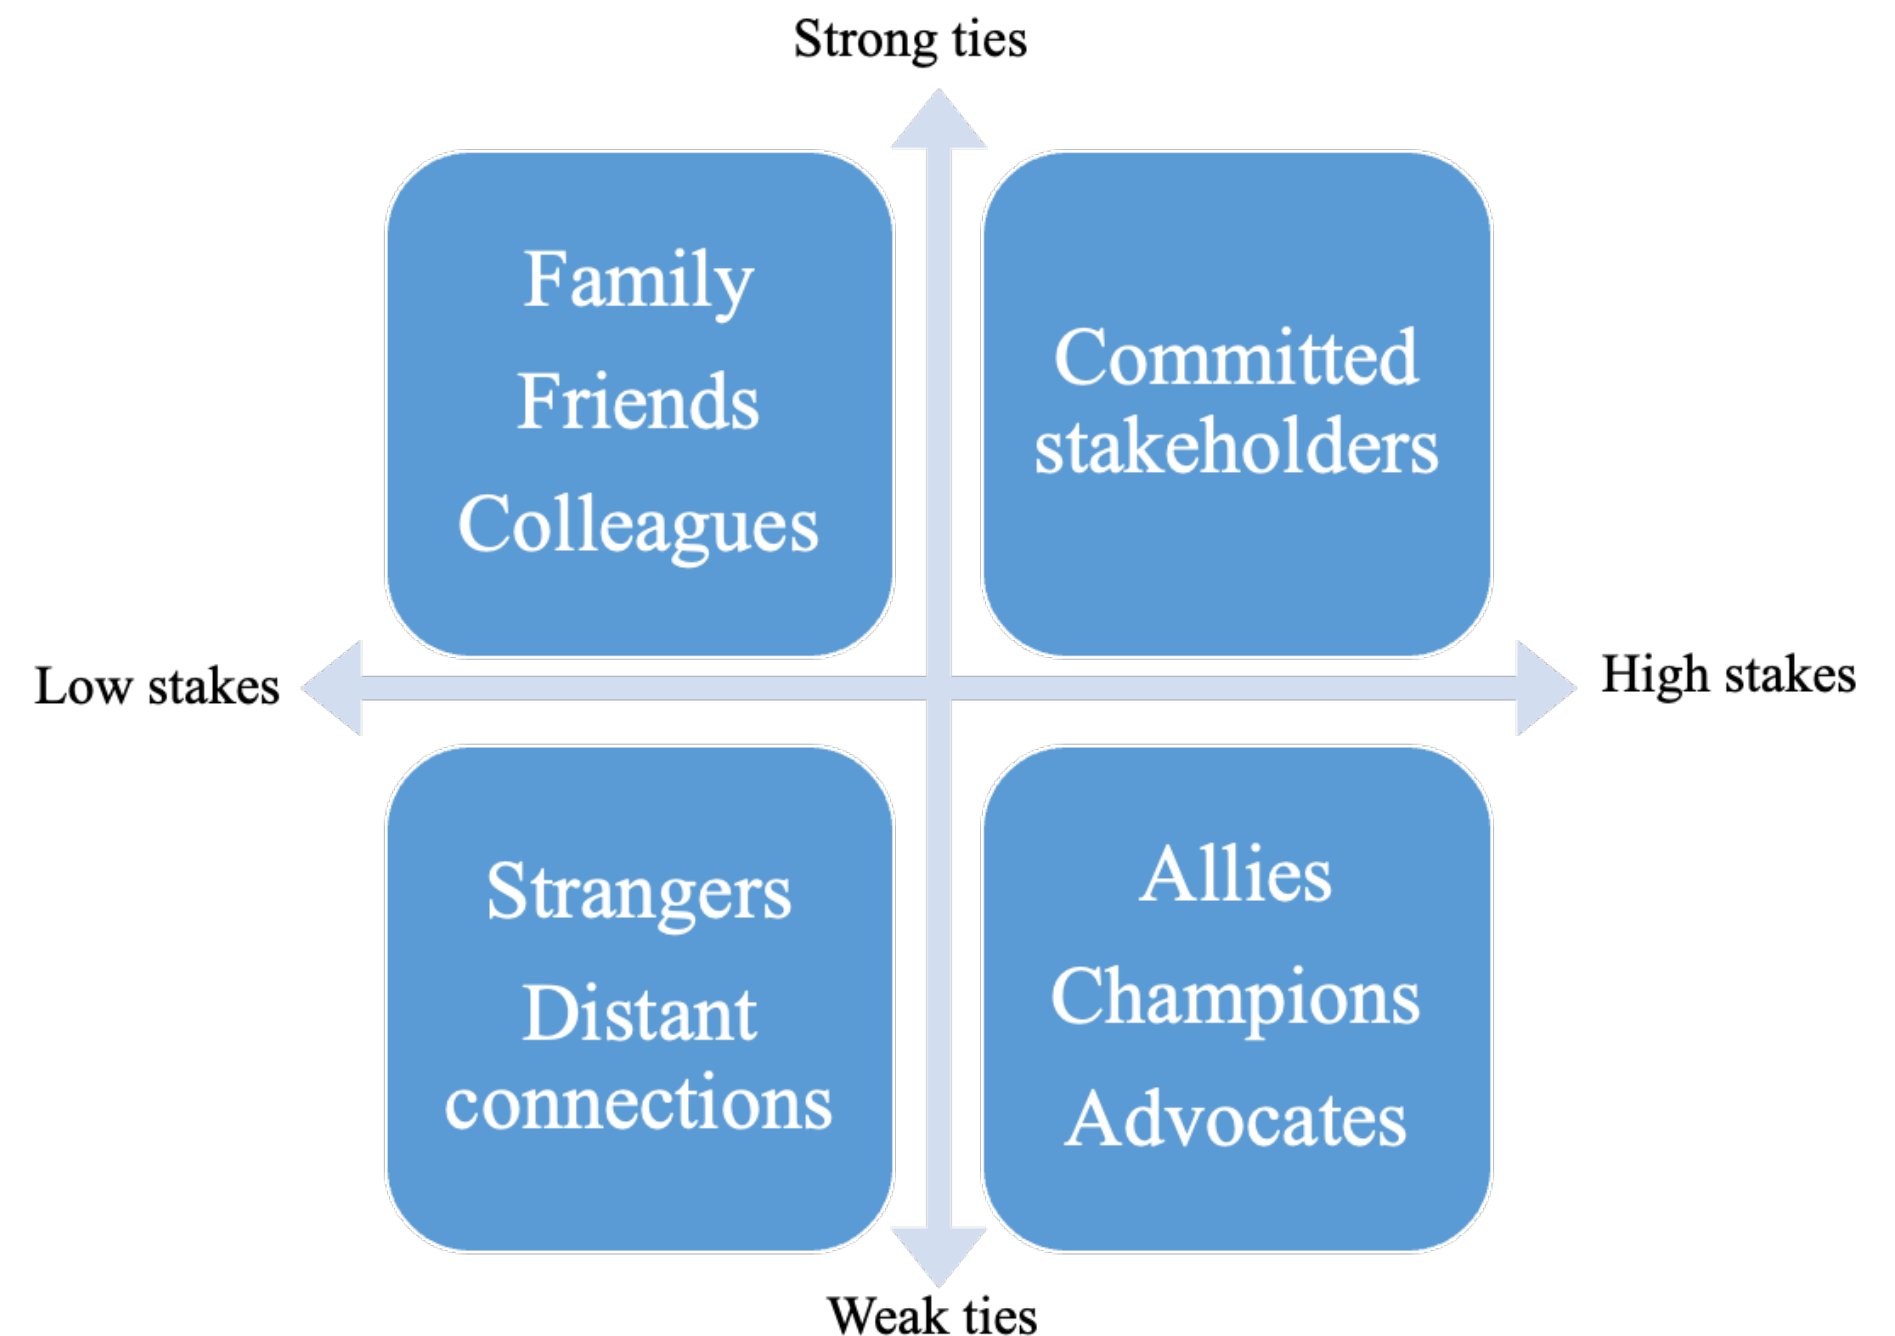 Strong ties
Family
Friends
Colleagues
Committed
stakeholders
Low stakes
High stakes
Strangers
Distant
connections
Allies
Champions
Advocates
Weak ties